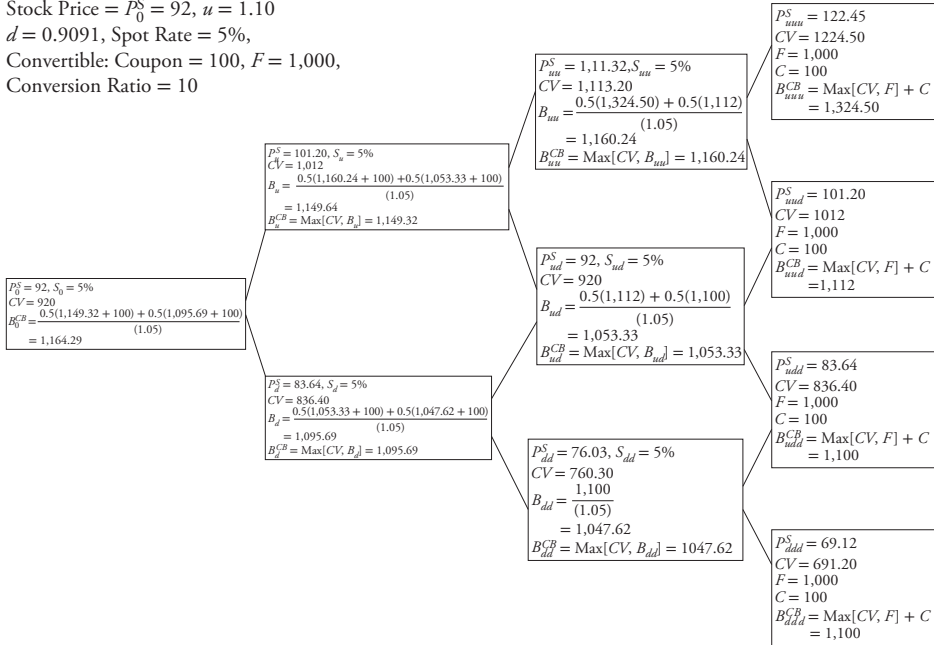 Stock Price = P_0^S = 92, u = 1.10
d = 0.9091, Spot Rate = 5%,
Convertible: Coupon = 100, F = 1,000,
Conversion Ratio = 10
P_0^S = 92, S_0 = 5%
CV = 920
B_0^CB = 0.5(1,149.32 + 100) + 0.5(1,095.69 + 100)
(1.05)
= 1,164.29
P_u^S = 101.20, S_u = 5%
CV = 1,012
B_u = 0.5(1,160.24 + 100) +0.5(1,053.33 + 100)
(1.05)
= 1,149.64
B_u^CB = Max[CV, B_u] = 1,149.32
P_d^S = 83.64, S_d = 5%
CV = 836.40
B_d = 0.5(1,053.33 + 100) + 0.5(1,047.62 + 100)
(1.05)
= 1,095.69
B_d^CB = Max[CV, B_d] = 1,095.69
P_uu^S = 1,11.32,S_uu = 5%
CV = 1,113.20
B_uu = 0.5(1,324.50) + 0.5(1,112)
(1.05)
= 1,160.24
B_uu^CB = Max[CV, B_uu] = 1,160.24
P_ud^S = 92, S_ud = 5%
CV = 920
B_ud = 0.5(1,112) + 0.5(1,100)
(1.05)
= 1,053.33
B_ud^CB = Max[CV, B_ud] = 1,053.33
P_dd^S = 76.03, S_dd = 5%
CV = 760.30
B_dd = 1,100
(1.05)
= 1,047.62
B_dd^CB = Max[CV, B_dd] = 1047.62
P_uuu^S = 122.45
CV = 1224.50
F = 1,000
C = 100
B_uuu^CB = Max[CV, F] + C
= 1,324.50
P_uud^S = 101.20
CV = 1012
F = 1,000
C = 100
B_uud^CB = Max[CV, F] + C
=1,112
P_udd^S = 83.64
CV = 836.40
F = 1,000
C = 100
B_udd^CB = Max[CV, F] + C
= 1,100
P_ddd^S = 69.12
CV = 691.20
F = 1,000
C = 100
B_ddd^CB = Max[CV, F] + C
= 1,100